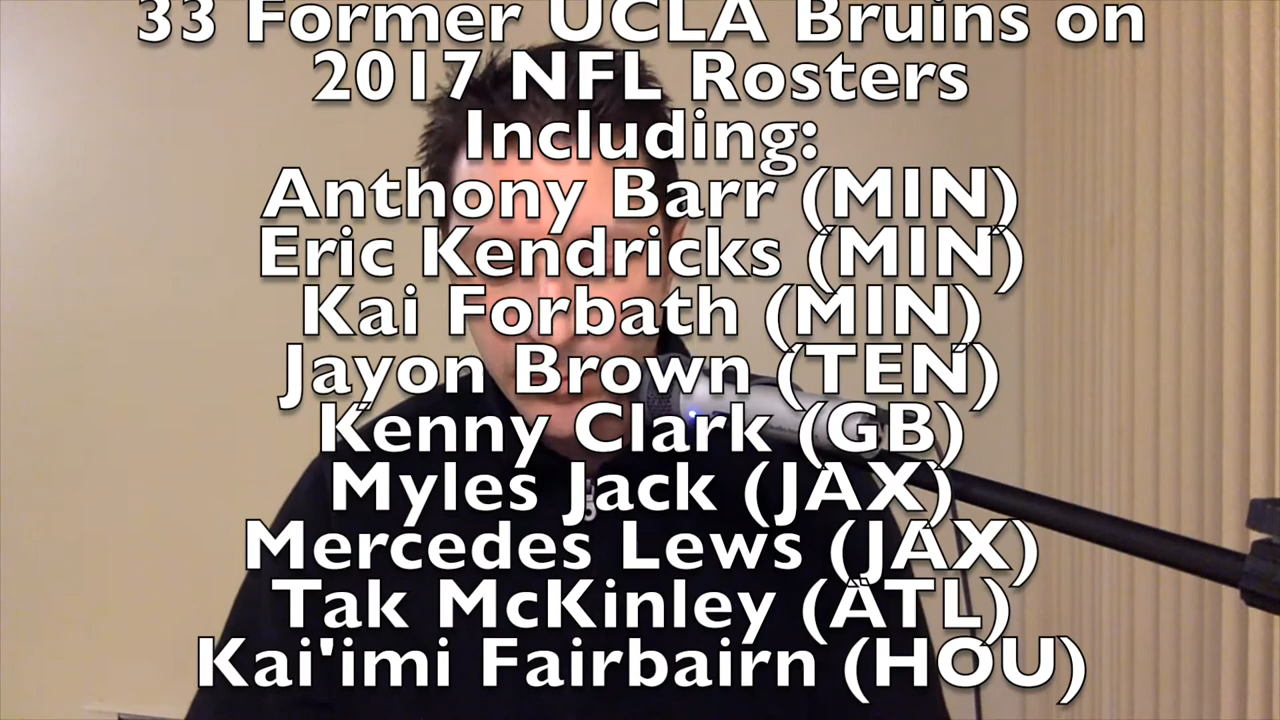 33 Former UCLA Bruins on
2017 NFL Rosters
Including:
Anthony Barr (MIN)
Eric Kendricks (MIN)
Kai Forbath (MIN)
Jayon Brown (TEN)
Kenny Clark (GB)
Myles Jack (JAX)
Mercedes Lews (JAX)
Tak McKinley (ATL)
Kai'imi Fairbairn (HOU)